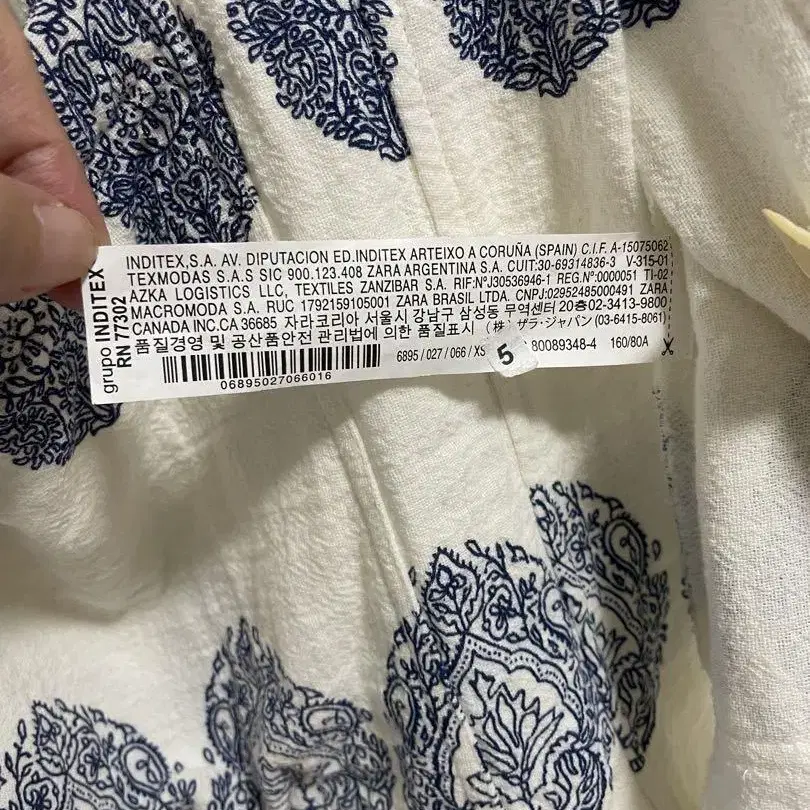 grupo INDITEX
RN 77302
INDITEX,S.A. AV. DIPUTACION ED.INDITEX ARTEIXO A CORUÑA (SPAIN) C.I.F. A-15075062
TEXMODAS S.A.S SIC 900.123.408 ZARA ARGENTINA S.A. CUIT:30-69314836-3 V-315-01
AZKA LOGISTICS LLC, TEXTILES ZANZIBAR S.A. RIF:NºJ30536946-1 REG.Nº:0000051 TI-02
MACROMODA S.A. RUC 1792159105001 ZARA BRASIL LTDA. CNPJ:02952485000491 ZARA
CANADA INC.CA 36685 자라코리아 서울시 강남구 삼성동 무역센터 20층02-3413-9800
품질경영 및 공산품안전 관리법에 의한 품질표시 (株) ザラ・ジャパン (03-6415-8061)
6895 / 027 / 066 / XS 5 80089348-4 160/80A
06895027066016